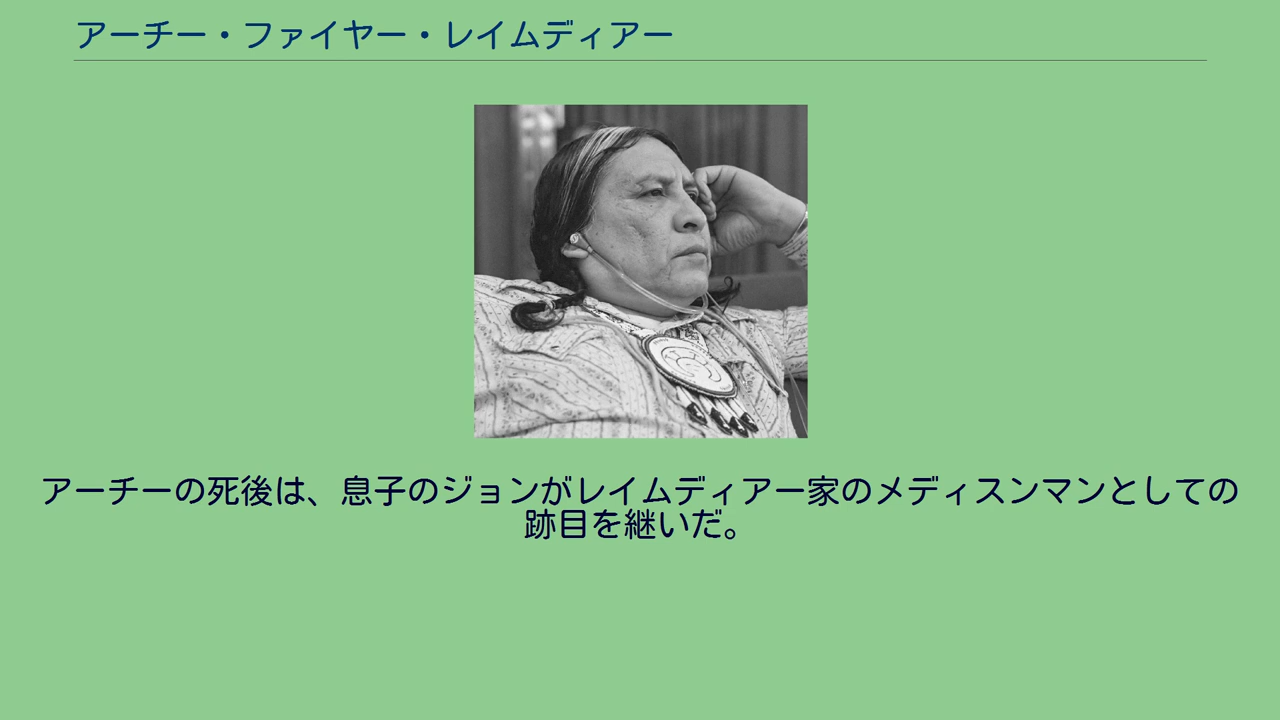 アーチー・ファイヤー・レイムディアー
アーチーの死後は、息子のジョンがレイムディアー家のメディスンマンとしての
跡目を継いだ。